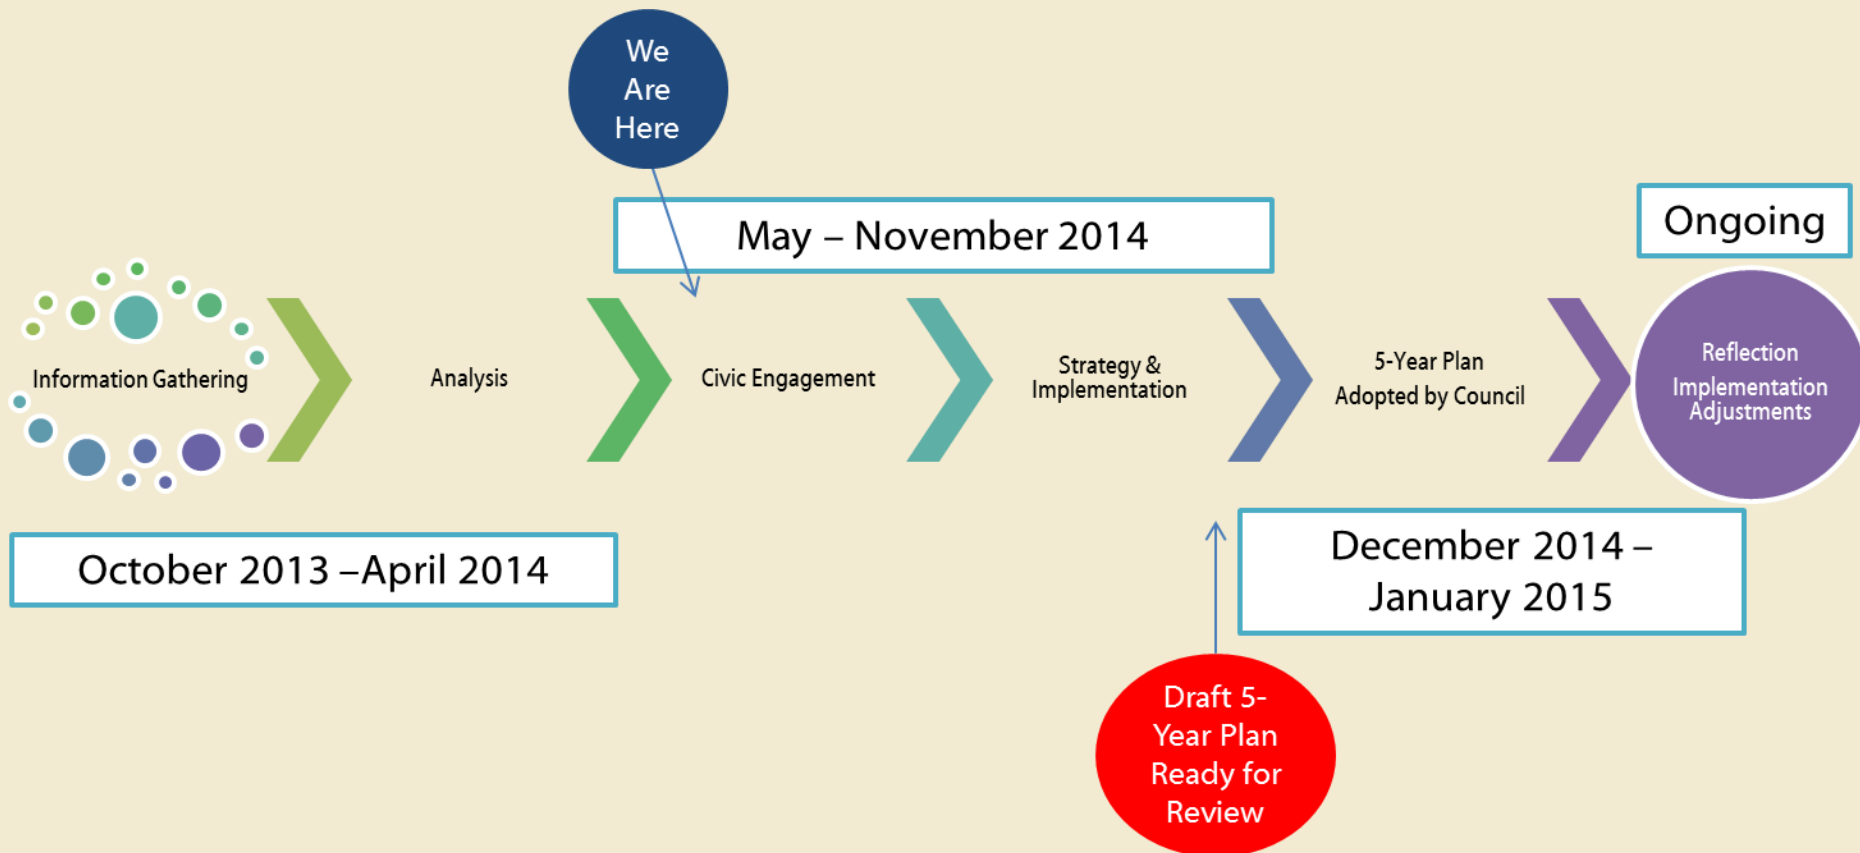 We
Are
Here
May – November 2014
Ongoing
Information Gathering
Analysis
Civic Engagement
Strategy &
Implementation
5-Year Plan
Adopted by Council
Reflection
Implementation
Adjustments
October 2013 –April 2014
December 2014 –
January 2015
Draft 5-
Year Plan
Ready for
Review